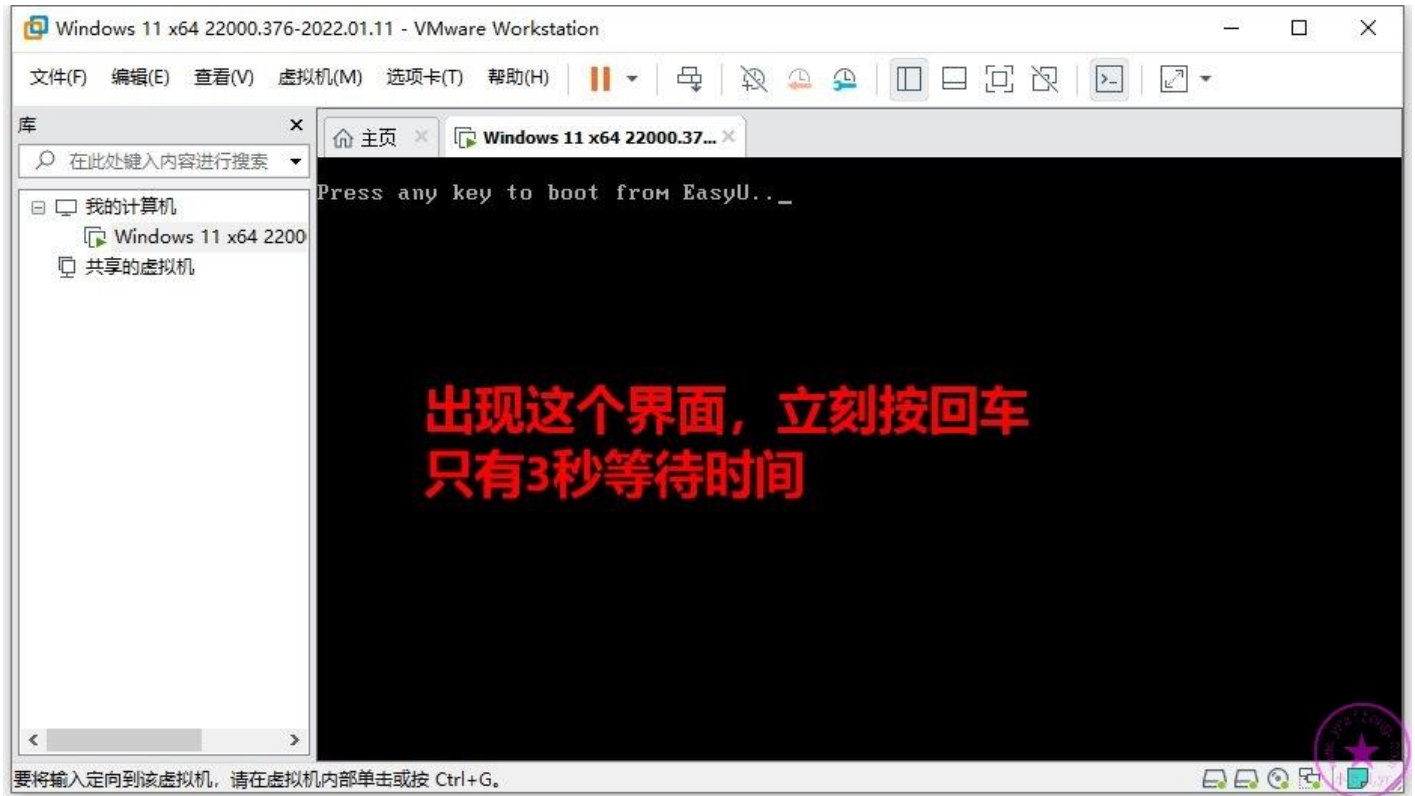 Windows 11 x64 22000.376-2022.01.11 - VMware Workstation
文件(F) 编辑(E) 查看(V) 虚拟机(M) 选项卡(T) 帮助(H)
库
主页
Windows 11 x64 22000.37...
在此处键入内容进行搜索
我的计算机
Windows 11 x64 2200
共享的虚拟机
Press any key to boot from EasyU.._
出现这个界面，立刻按回车
只有3秒等待时间
要将输入定向到该虚拟机，请在虚拟机内部单击或按 Ctrl+G。